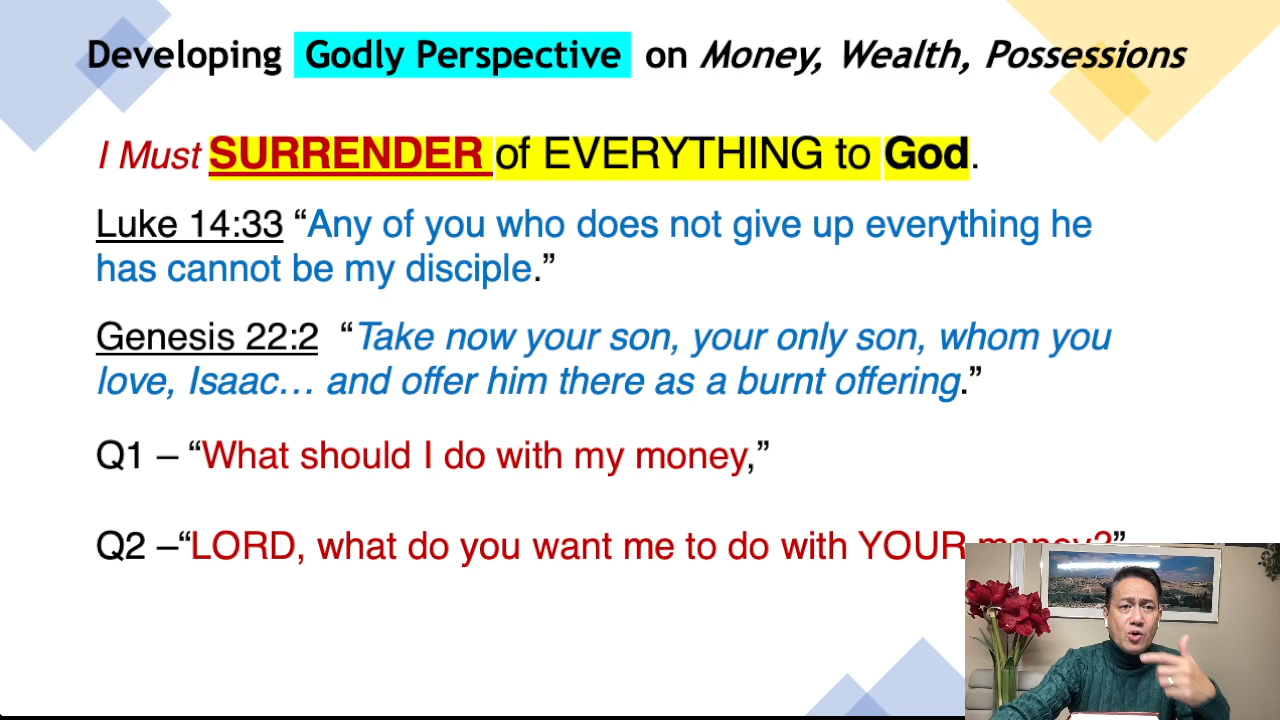 Developing Godly Perspective on Money, Wealth, Possessions
I Must SURRENDER of EVERYTHING to God.
Luke 14:33 “Any of you who does not give up everything he
has cannot be my disciple.”
Genesis 22:2 “Take now your son, your only son, whom you
love, Isaac… and offer him there as a burnt offering.”
Q1 – “What should I do with my money,”
Q2 –“LORD, what do you want me to do with YOUR money?”